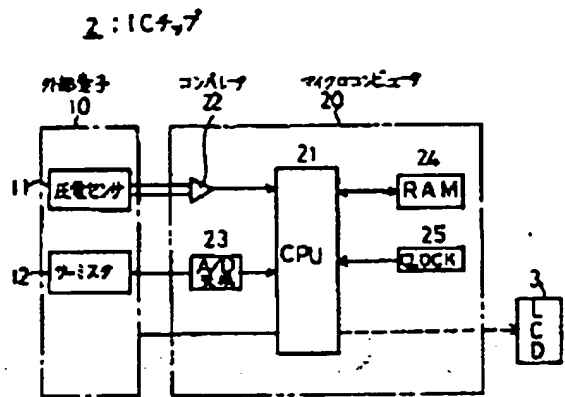 2：ICチップ
外部素子
10
コンパレータ
22
マイクロコンピュータ
20
11
圧電センサ
21
CPU
24
RAM
12
サーミスタ
23
A/D
変換
25
CLOCK
3
LCD